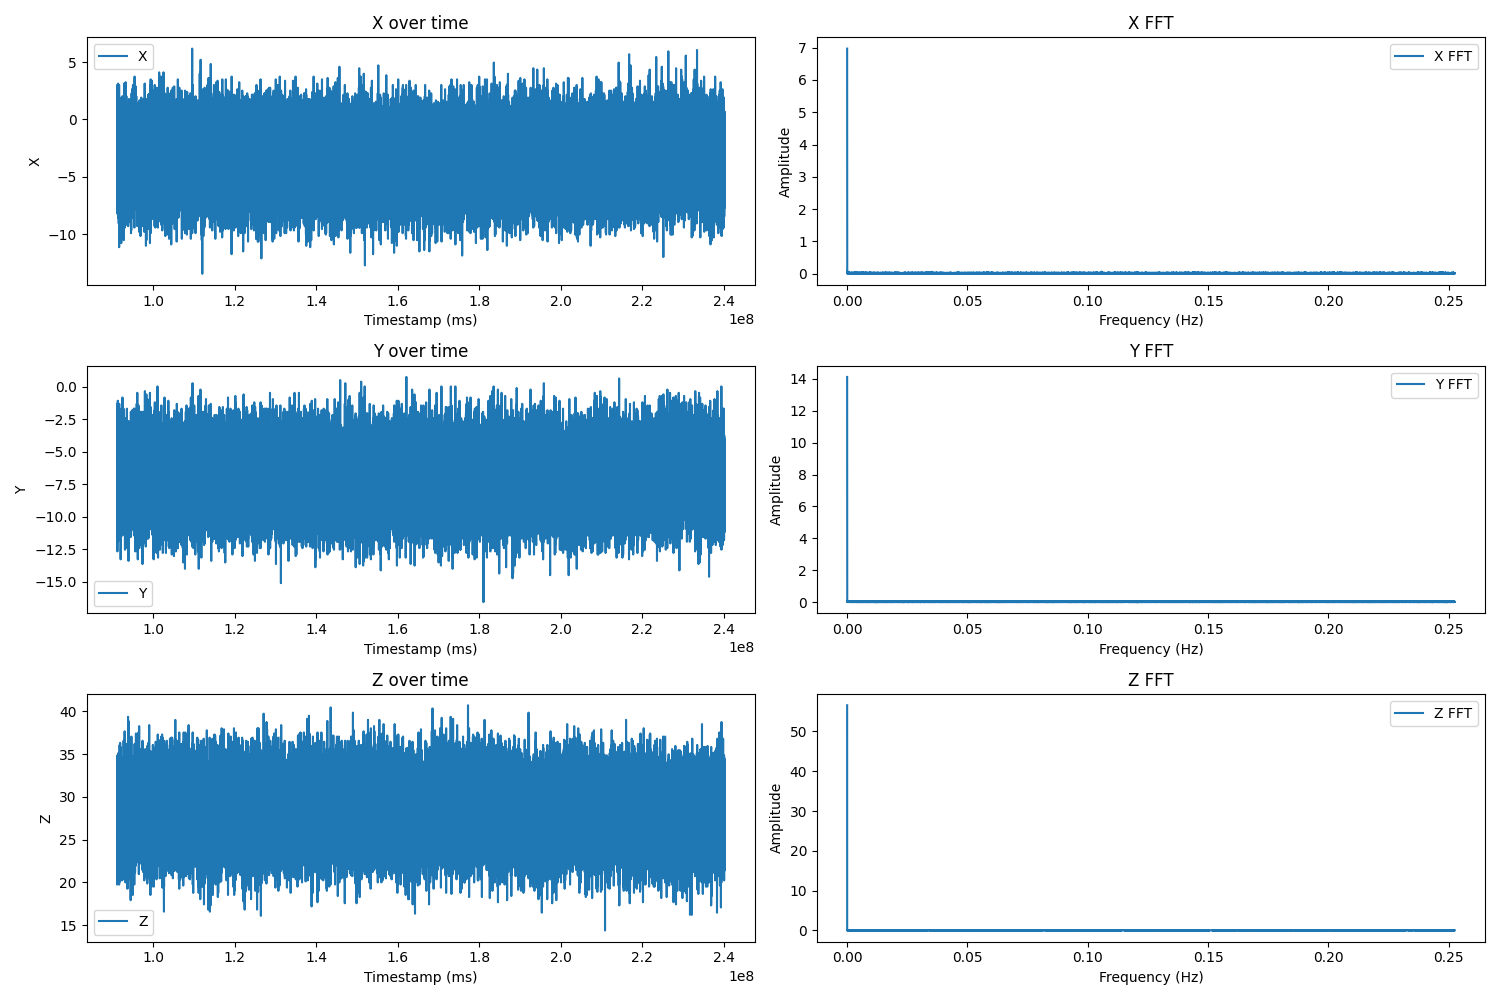 X over time
X
5
0
−5
−10
X
1.0 1.2 1.4 1.6 1.8 2.0 2.2 2.4
1e8
Timestamp (ms)
X FFT
X FFT
7
6
5
4
3
2
1
0
Amplitude
0.00 0.05 0.10 0.15 0.20 0.25
Frequency (Hz)
Y over time
0.0
−2.5
−5.0
−7.5
−10.0
−12.5
−15.0
Y
Y
1.0 1.2 1.4 1.6 1.8 2.0 2.2 2.4
1e8
Timestamp (ms)
Y FFT
Y FFT
14
12
10
8
6
4
2
0
Amplitude
0.00 0.05 0.10 0.15 0.20 0.25
Frequency (Hz)
Z over time
40
35
30
25
20
15
Z
Z
1.0 1.2 1.4 1.6 1.8 2.0 2.2 2.4
1e8
Timestamp (ms)
Z FFT
Z FFT
50
40
30
20
10
0
Amplitude
0.00 0.05 0.10 0.15 0.20 0.25
Frequency (Hz)